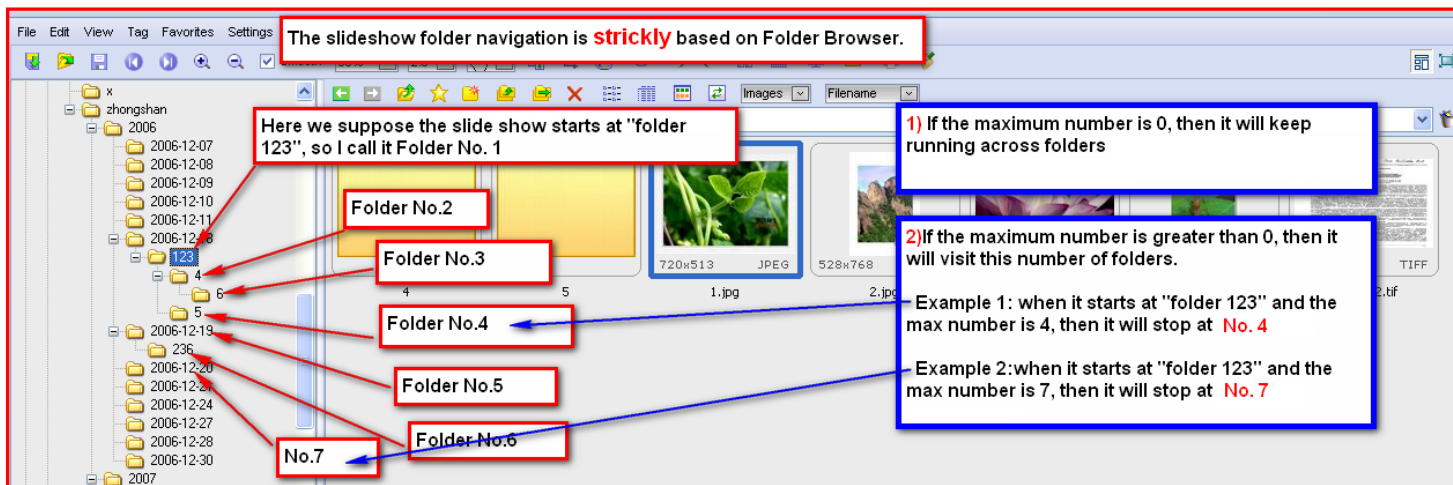 File Edit View Tag Favorites Settings
The slideshow folder navigation is strickly based on Folder Browser.
Images
Filename
x
zhongshan
2006
2006-12-07
2006-12-08
2006-12-09
2006-12-10
2006-12-11
123
4
6
5
2006-12-19
236
2006-12-20
2006-12-24
2006-12-27
2006-12-28
2006-12-30
2007
Here we suppose the slide show starts at "folder
123", so I call it Folder No. 1
Folder No.2
Folder No.3
Folder No.4
Folder No.5
Folder No.6
No.7
720x513 JPEG
528x768
TIFF
4
5
1.jpg
1) If the maximum number is 0, then it will keep
running across folders
2)If the maximum number is greater than 0, then it
will visit this number of folders.
Example 1: when it starts at "folder 123" and the
max number is 4, then it will stop at No. 4
Example 2:when it starts at "folder 123" and the
max number is 7, then it will stop at No. 7